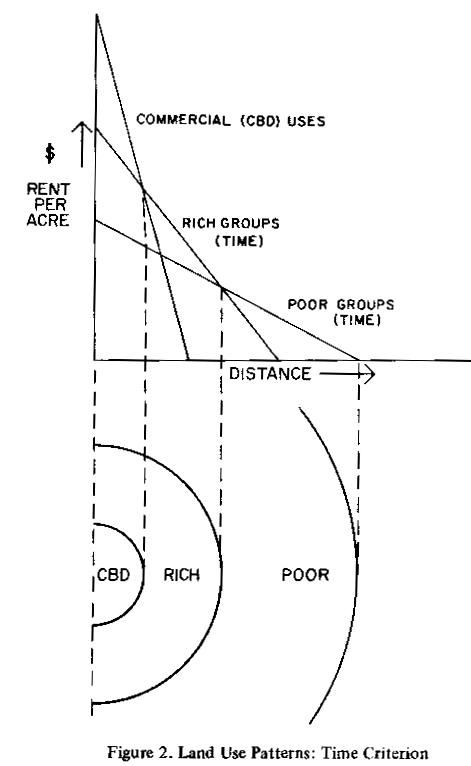 COMMERCIAL (CBD) USES
$
RENT
PER
ACRE
RICH GROUPS
(TIME)
POOR GROUPS
(TIME)
DISTANCE
CBD
RICH
POOR
Figure 2. Land Use Patterns: Time Criterion